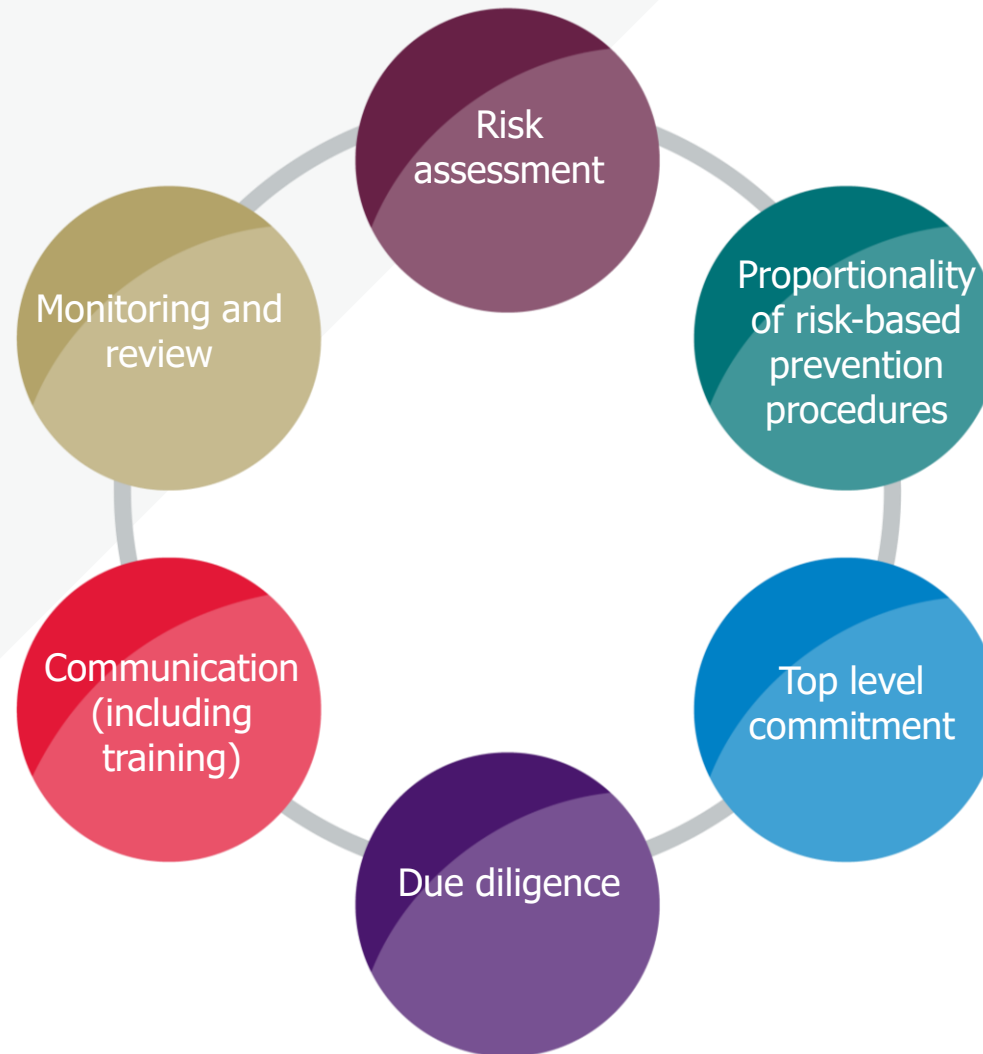 Risk
assessment
Proportionality
of risk-based
prevention
procedures
Top level
commitment
Due diligence
Communication
(including
training)
Monitoring and
review